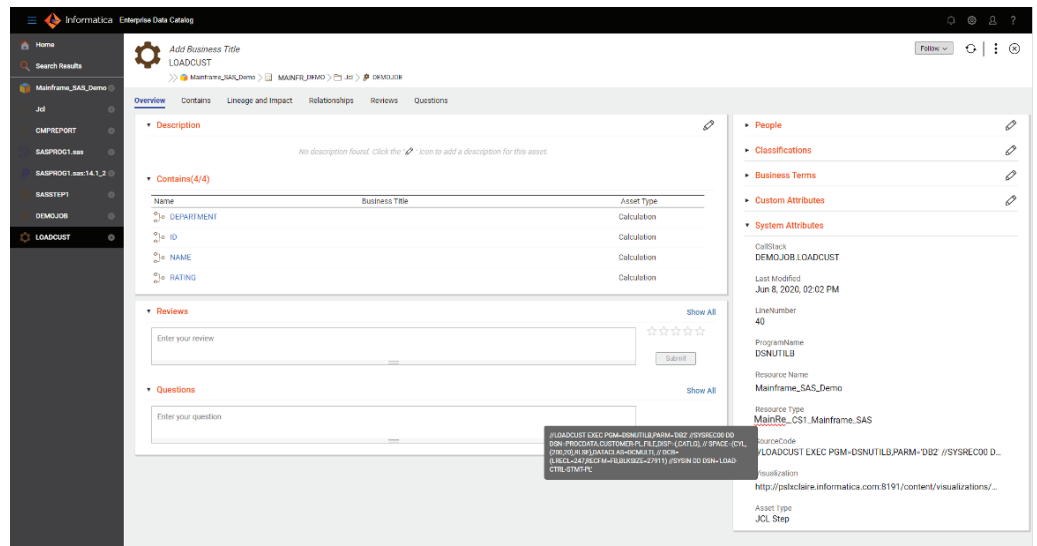 Informatica Enterprise Data Catalog
?
Home
Search Results
Mainframe_SAS_Demo
Jcl
CMPREPORT
SASPROG1.sas
SASPROG1.sas:14.1_2
SASSTEP1
DEMOJOB
LOADCUST
Add Business Title
LOADCUST
Mainframe_SAS_Demo > MAINFR_DEMO > Jcl > DEMOJOB
Follow
Overview Contains Lineage and Impact Relationships Reviews Questions
Description
No description found. Click the " " icon to add a description for this asset.
Contains(4/4)
Name Business Title Asset Type
DEPARTMENT Calculation
ID Calculation
NAME Calculation
RATING Calculation
Reviews Show All
Enter your review
Submit
Questions Show All
Enter your question
//LOADCUST EXEC PGM=DSNUTILB,PARM='DB2' //SYSREC00 DD
DSN=PROCDATA.CUSTOMER-PL.FILE,DISP=(,CATLG), // SPACE=(CYL,
(200,20),RLSE),DATACLAS=DCMULTI, // DCB=
(LRECL=247,RECFM=FB,BLKSIZE=27911) //SYSIN DD DSN='LOAD-
CTRL-STMT-PL'
People
Classifications
Business Terms
Custom Attributes
System Attributes
CallStack
DEMOJOB.LOADCUST
Last Modified
Jun 8, 2020, 02:02 PM
LineNumber
40
ProgramName
DSNUTILB
Resource Name
Mainframe_SAS_Demo
Resource Type
MainRe_CS1_Mainframe_SAS
SourceCode
//LOADCUST EXEC PGM=DSNUTILB,PARM='DB2' //SYSREC00 D...
Visualization
http://pslxclaire.informatica.com:8191/content/visualizations/...
Asset Type
JCL Step